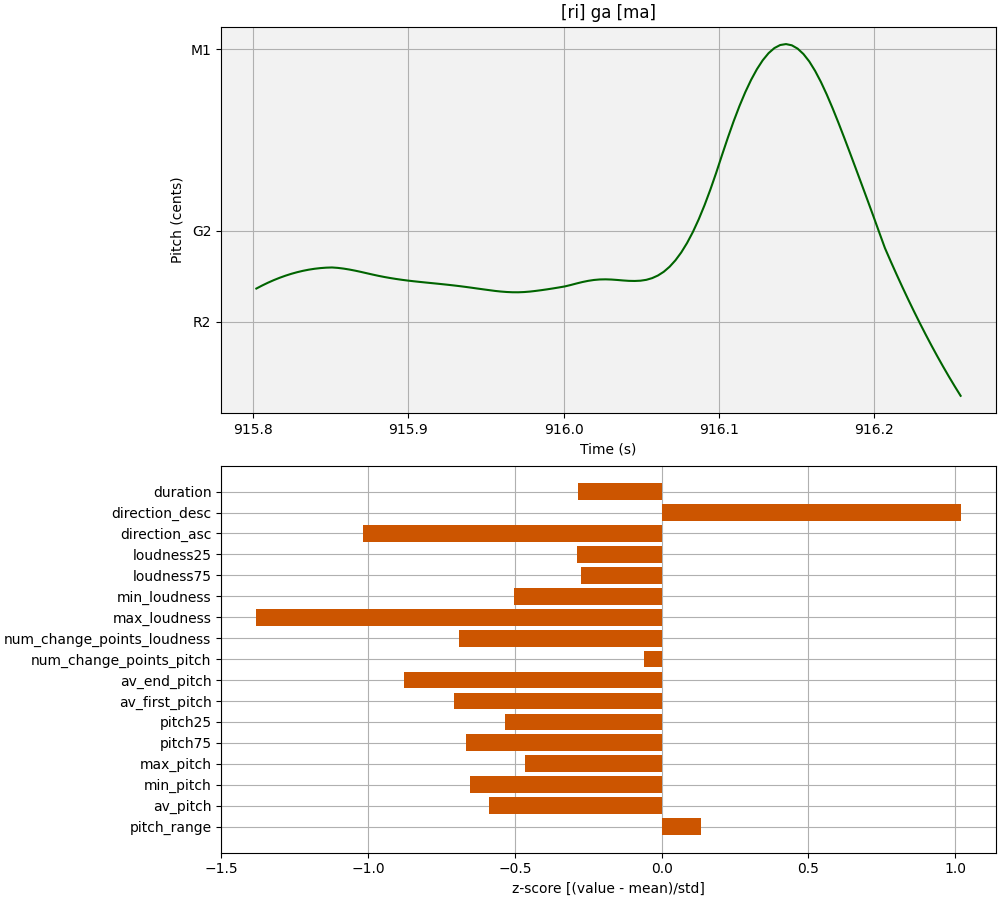 [ri] ga [ma]
M1
G2
R2
Pitch (cents)
915.8 915.9 916.0 916.1 916.2
Time (s)
duration
direction_desc
direction_asc
loudness25
loudness75
min_loudness
max_loudness
num_change_points_loudness
num_change_points_pitch
av_end_pitch
av_first_pitch
pitch25
pitch75
max_pitch
min_pitch
av_pitch
pitch_range
−1.5 −1.0 −0.5 0.0 0.5 1.0
z-score [(value - mean)/std]